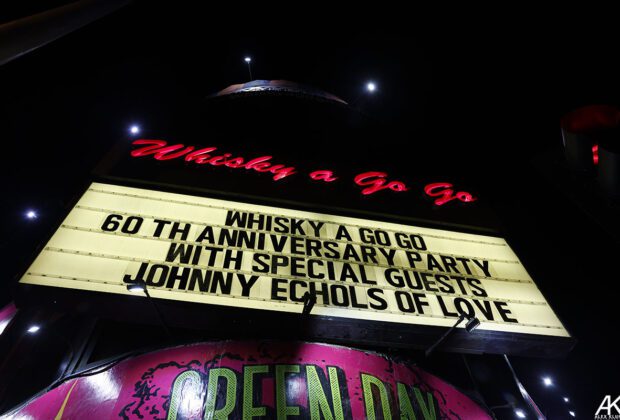 Whisky a Go Go
WHISKY A GO GO
60 TH ANNIVERSARY PARTY
WITH SPECIAL GUESTS
JOHNNY ECHOLS OF LOVE
GREEN DAY
AK